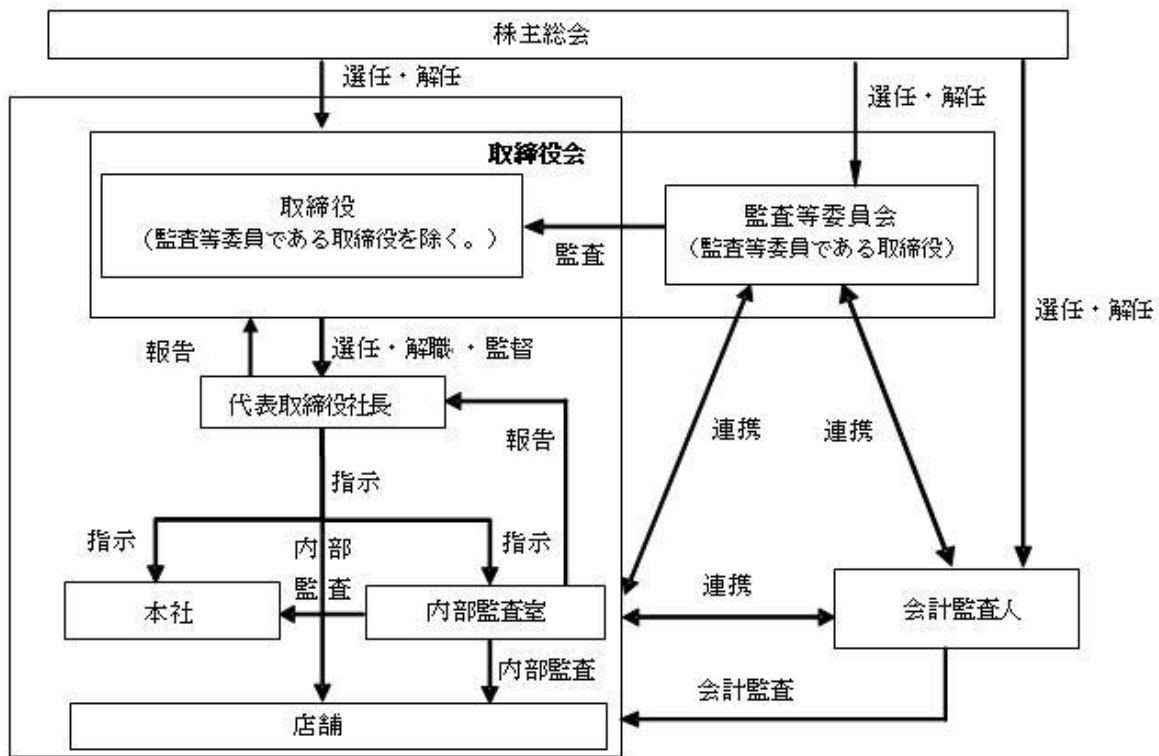 株主総会
選任・解任
選任・解任
取締役会
取締役
（監査等委員である取締役を除く。）
監査等委員会
（監査等委員である取締役）
監査
選任・解任
報告
選任・解職・監督
代表取締役社長
報告
連携
連携
指示
指示
内部
監査
指示
本社
内部監査室
連携
会計監査人
内部監査
会計監査
店舗